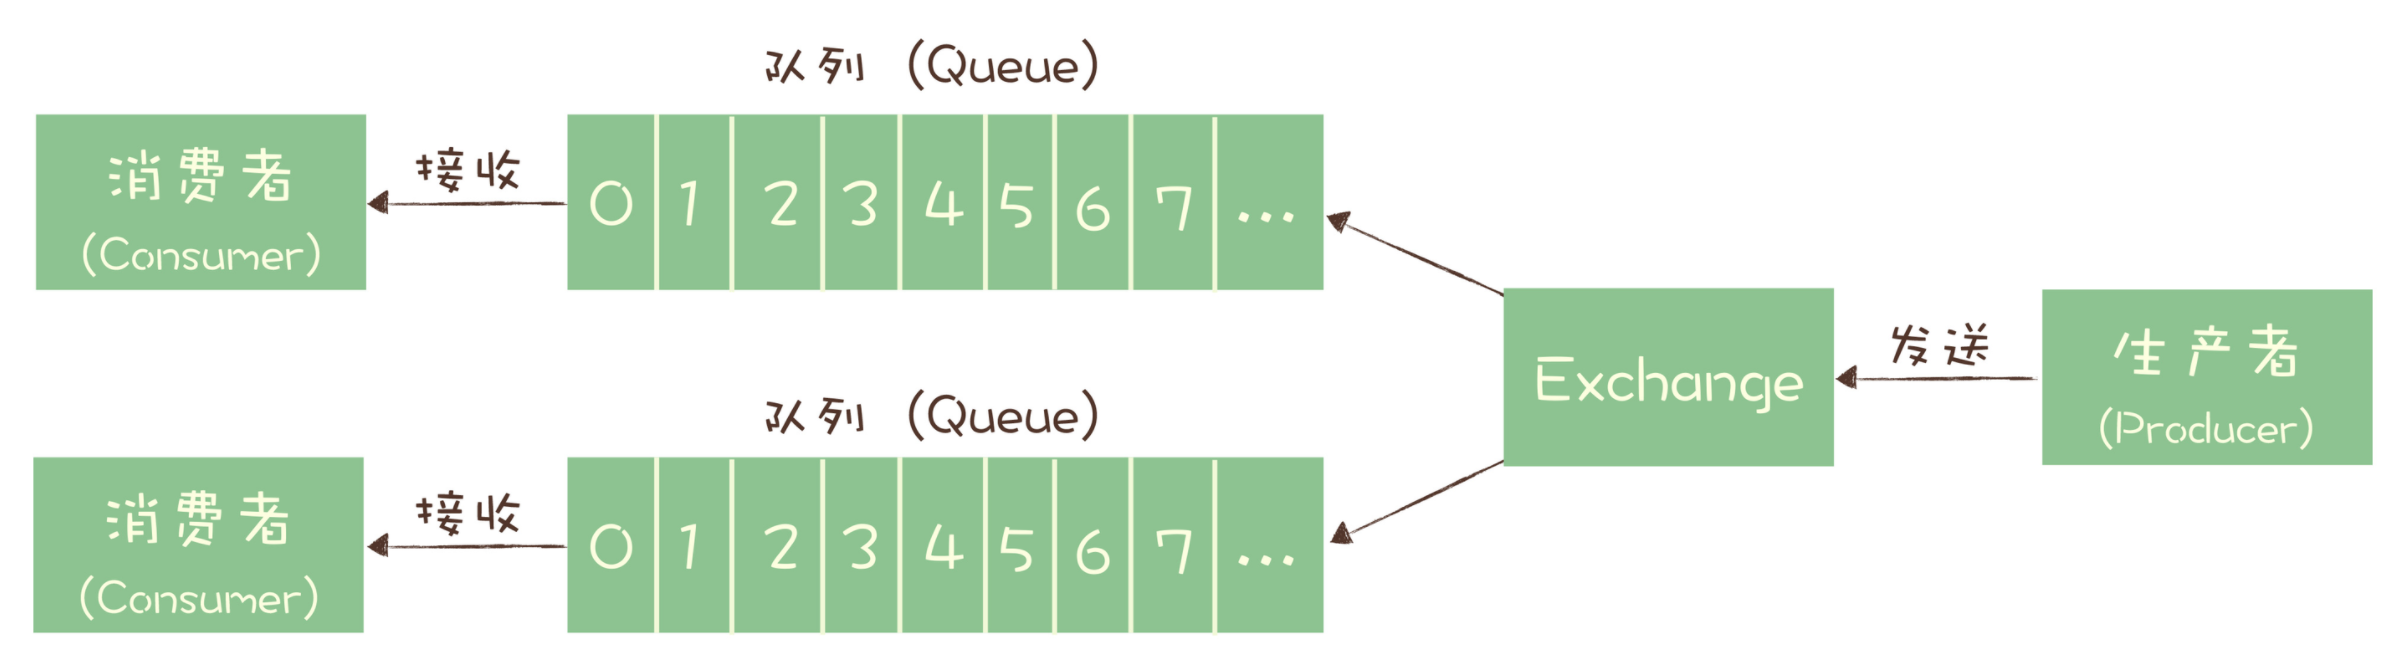 队列 (Queue)
消费者
(Consumer)
接收
0 1 2 3 4 5 6 7 ...
队列 (Queue)
消费者
(Consumer)
接收
0 1 2 3 4 5 6 7 ...
Exchange
发送
生产者
(Producer)